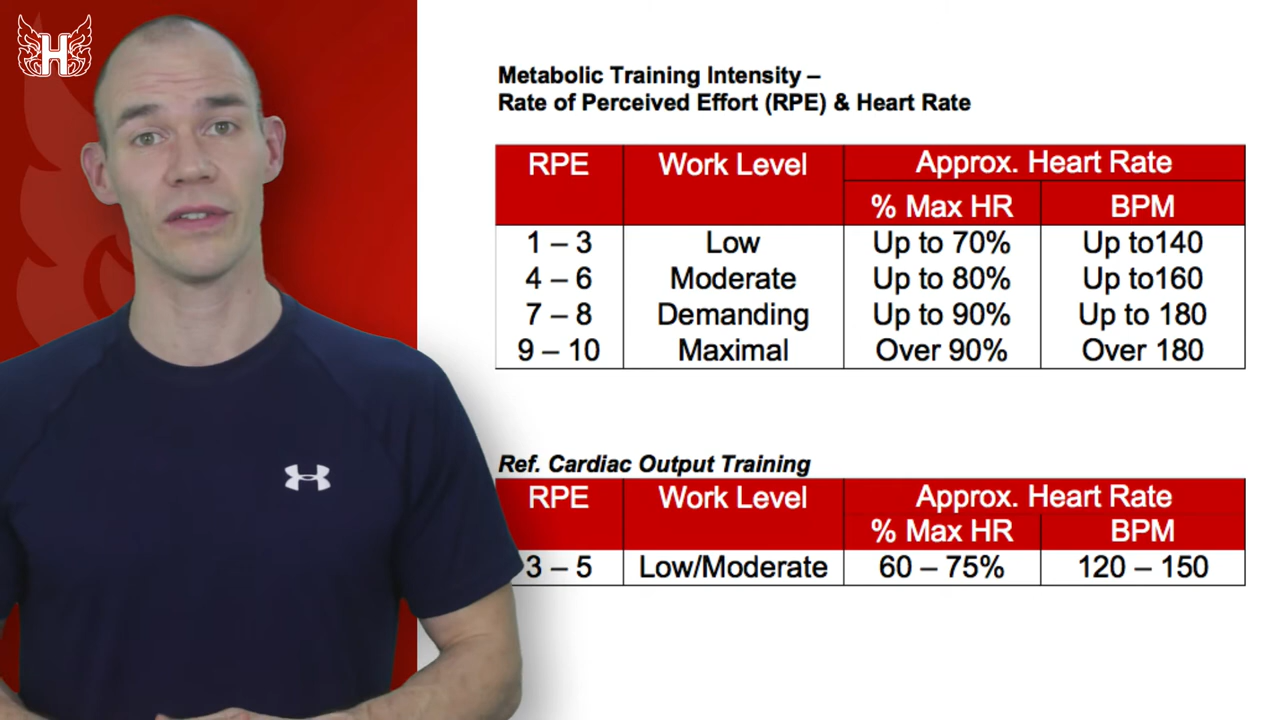 H
Metabolic Training Intensity –
Rate of Perceived Effort (RPE) & Heart Rate
RPE Work Level Approx. Heart Rate
% Max HR BPM
1 – 3 Low Up to 70% Up to140
4 – 6 Moderate Up to 80% Up to160
7 – 8 Demanding Up to 90% Up to 180
9 – 10 Maximal Over 90% Over 180
Ref. Cardiac Output Training
RPE Work Level Approx. Heart Rate
% Max HR BPM
3 – 5 Low/Moderate 60 – 75% 120 – 150